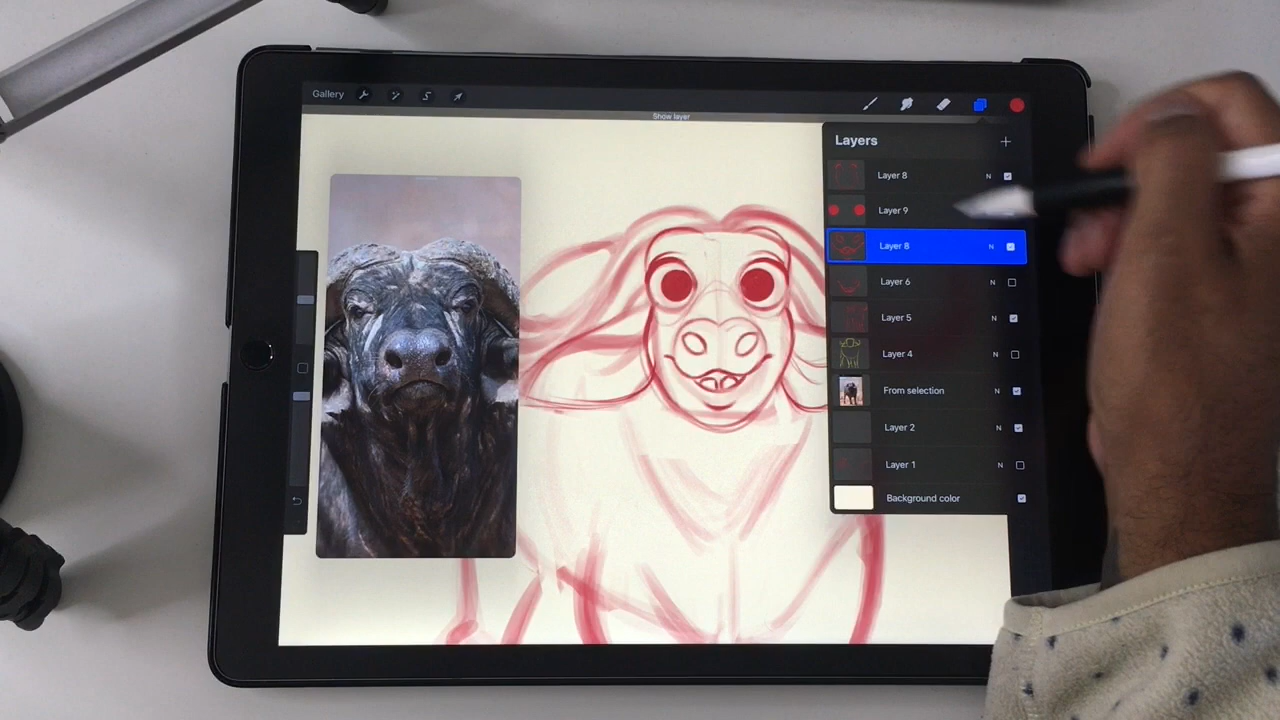 Gallery
Show layer
Layers
Layer 8 N
Layer 9
Layer 8 N
Layer 6 N
Layer 5 N
Layer 4 N
From selection N
Layer 2 N
Layer 1 N
Background color